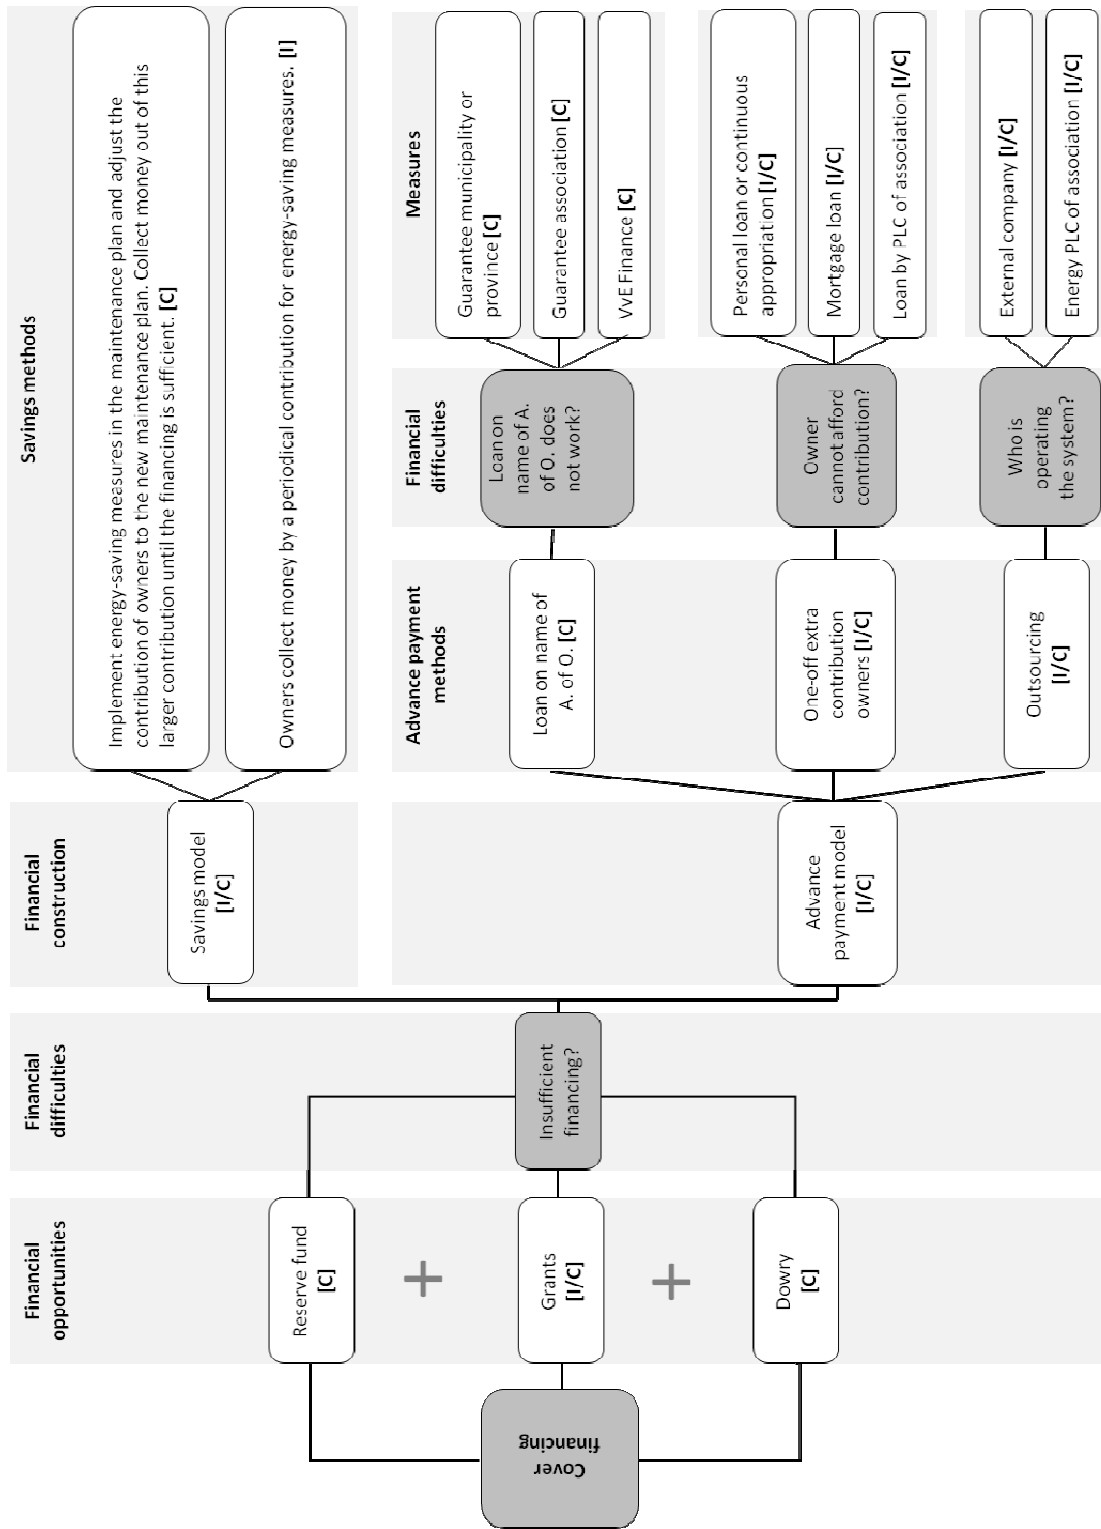 Cover
financing
Financial
opportunities
Reserve fund
[C]
+
Grants
[I/C]
+
Dowry
[C]
Financial
difficulties
Insufficient
financing?
Financial
construction
Savings model
[I/C]
Advance
payment model
[I/C]
Savings methods
Implement energy-saving measures in the maintenance plan and adjust the
contribution of owners to the new maintenance plan. Collect money out of this
larger contribution until the financing is sufficient. [C]
Owners collect money by a periodical contribution for energy-saving measures. [I]
Advance payment
methods
Loan on name of
A. of O. [C]
One-off extra
contribution
owners [I/C]
Outsourcing
[I/C]
Financial
difficulties
Loan on
name of A.
of O. does
not work?
Owner
cannot afford
contribution?
Who is
operating
the system?
Measures
Guarantee municipality or
province [C]
Guarantee association [C]
VvE Finance [C]
Personal loan or continuous
appropriation [I/C]
Mortgage loan [I/C]
Loan by PLC of association [I/C]
External company [I/C]
Energy PLC of association [I/C]